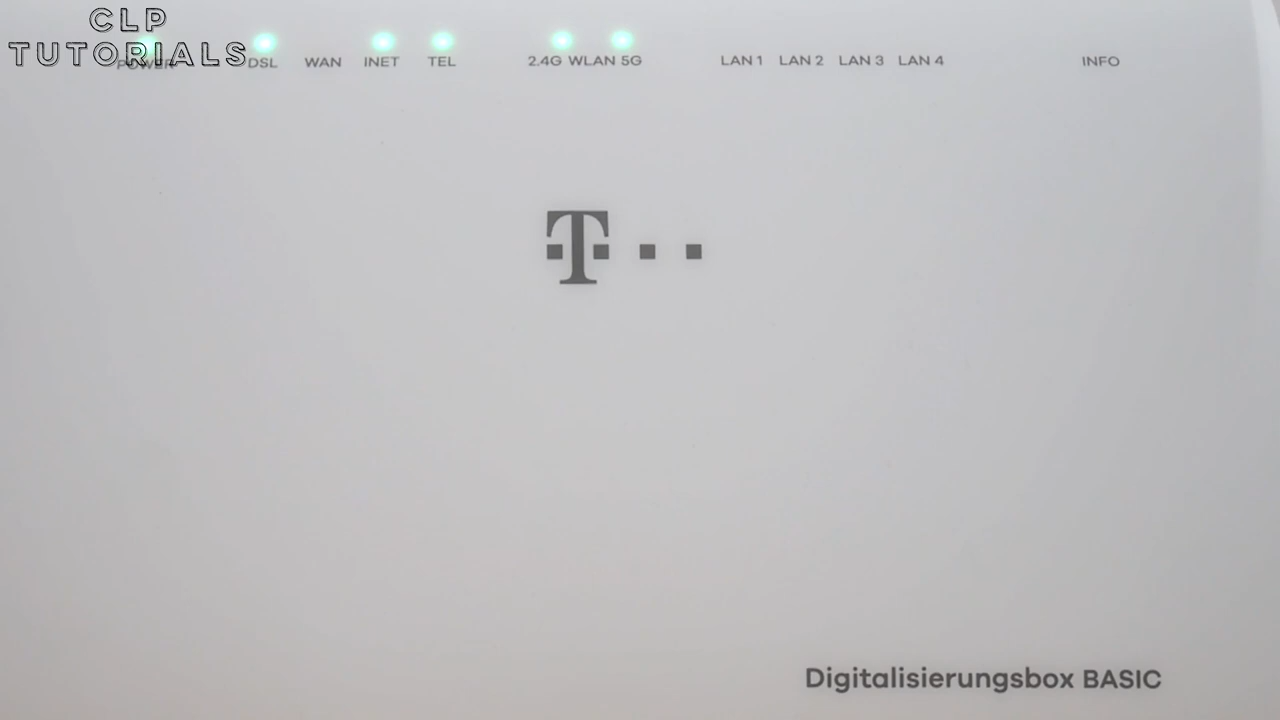 CLP
TUTORIALS
POWER DSL WAN INET TEL 2.4G WLAN 5G LAN 1 LAN 2 LAN 3 LAN 4 INFO
T
Digitalisierungsbox BASIC